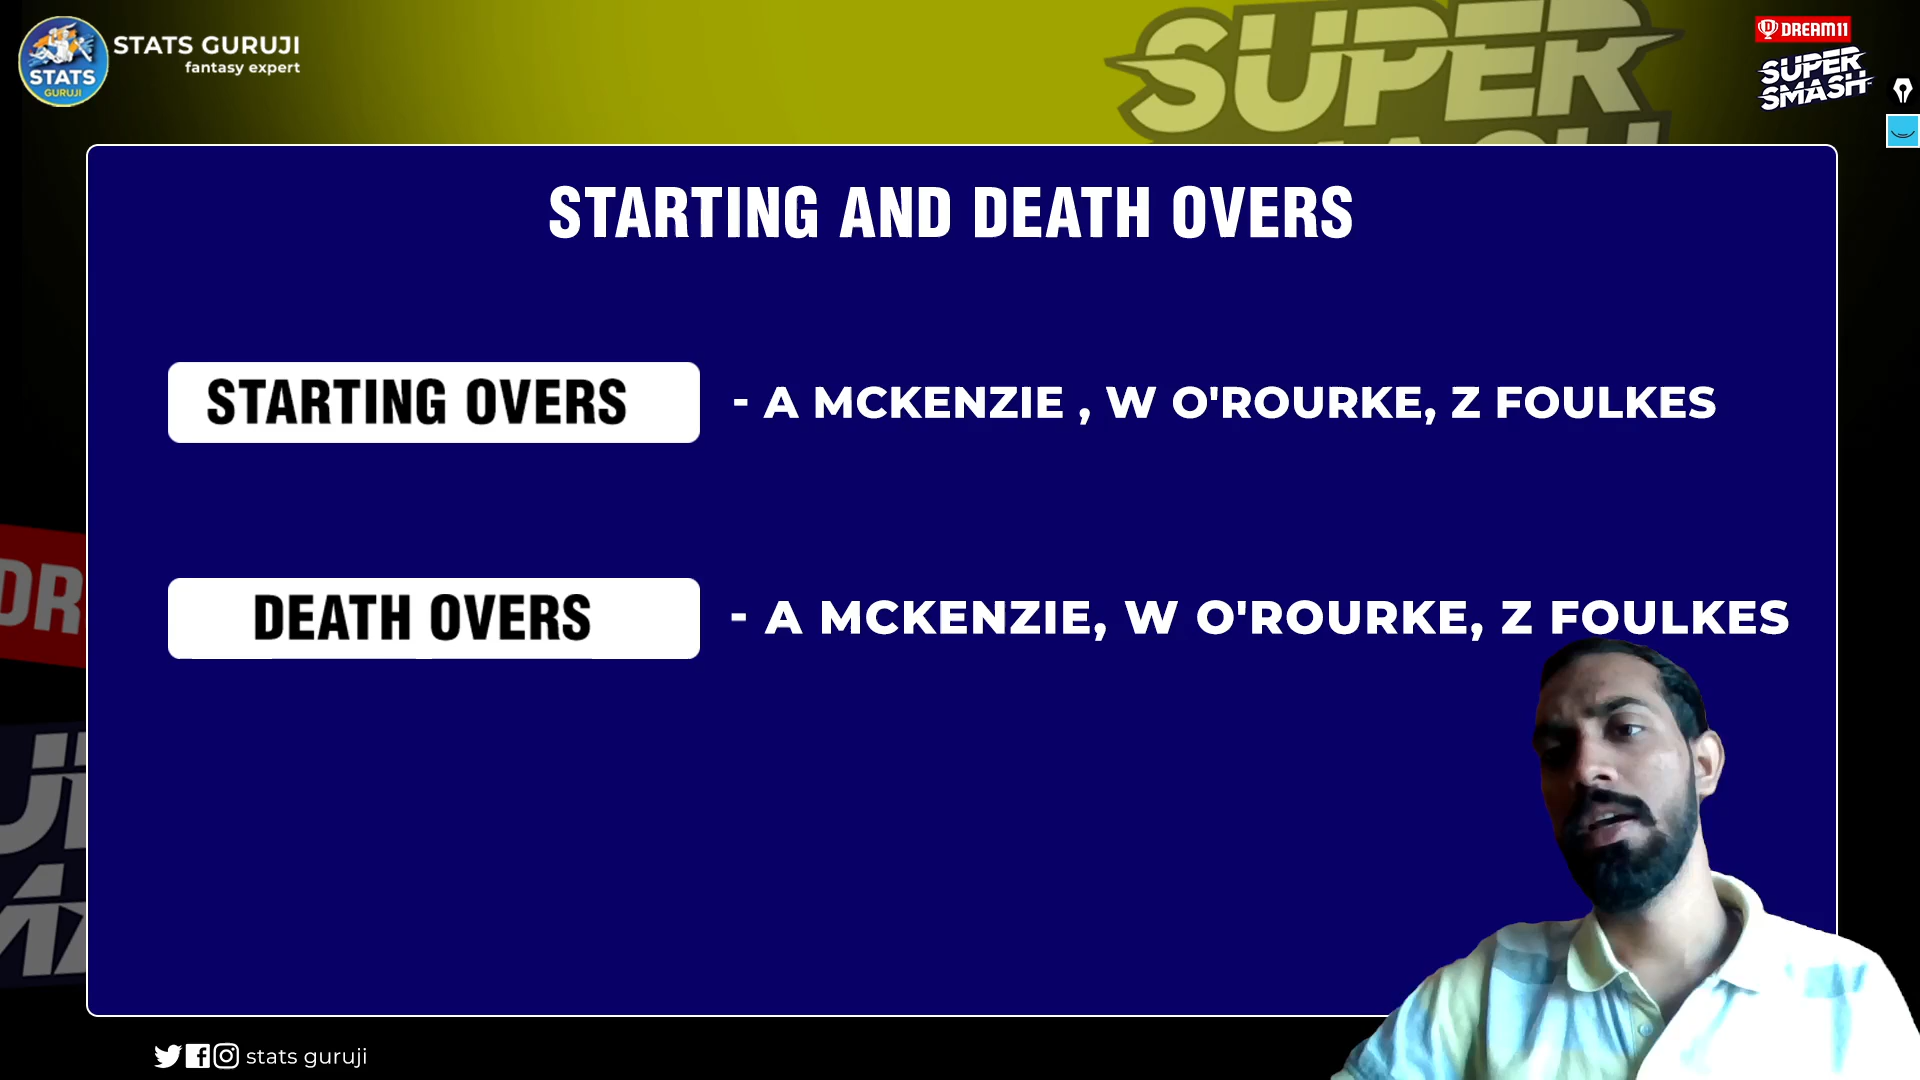 STATS GURUJI
fantasy expert
STATS
GURUJI
SUPER
DREAM11
SUPER
SMASH
STARTING AND DEATH OVERS
STARTING OVERS - A MCKENZIE , W O'ROURKE, Z FOULKES
DEATH OVERS - A MCKENZIE, W O'ROURKE, Z FOULKES
DR
stats guruji